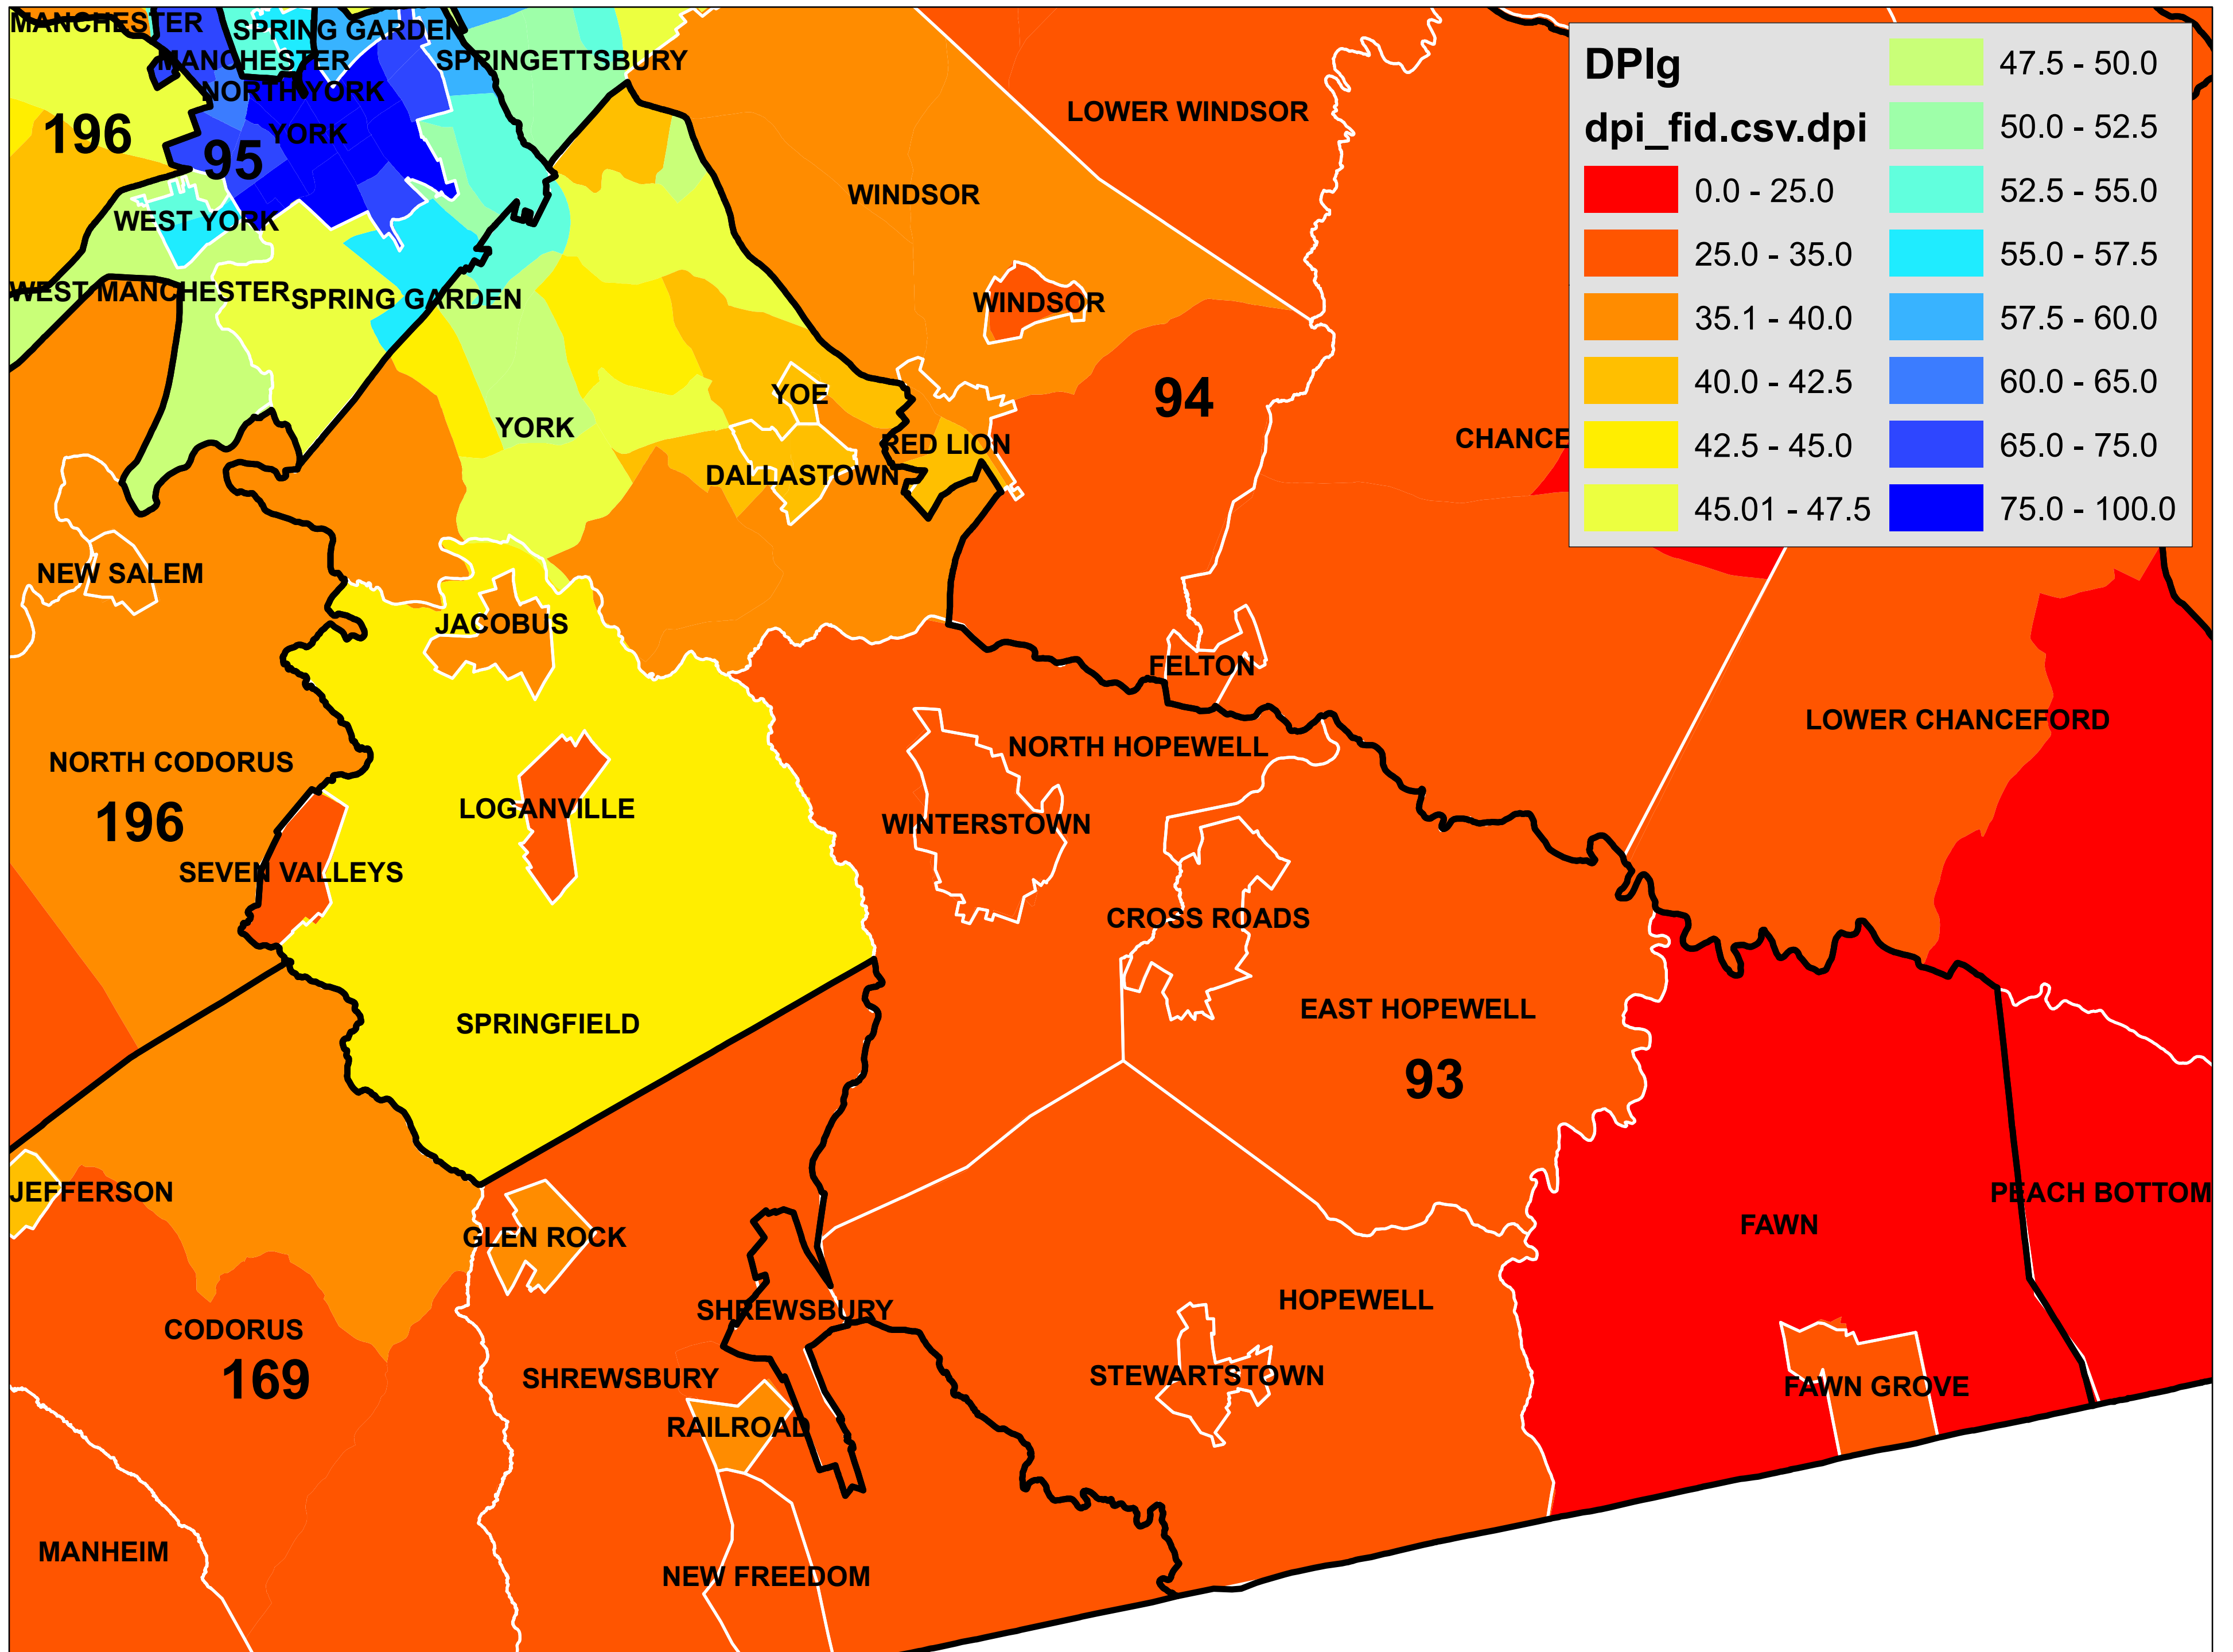 MANCHESTER
SPRING GARDEN
MANCHESTER
SPRINGETTSBURY
NORTH YORK
YORK
196
95
LOWER WINDSOR
WINDSOR
WEST YORK
WEST MANCHESTER
SPRING GARDEN
WINDSOR
94
YOE
YORK
RED LION
DALLASTOWN
CHANCE
DPIg
dpi_fid.csv.dpi
0.0 - 25.0
25.0 - 35.0
35.1 - 40.0
40.0 - 42.5
42.5 - 45.0
45.01 - 47.5
47.5 - 50.0
50.0 - 52.5
52.5 - 55.0
55.0 - 57.5
57.5 - 60.0
60.0 - 65.0
65.0 - 75.0
75.0 - 100.0
NEW SALEM
JACOBUS
FELTON
LOWER CHANCEFORD
NORTH HOPEWELL
NORTH CODORUS
196
LOGANVILLE
WINTERSTOWN
SEVEN VALLEYS
CROSS ROADS
EAST HOPEWELL
SPRINGFIELD
93
JEFFERSON
PEACH BOTTOM
FAWN
GLEN ROCK
HOPEWELL
SHREWSBURY
CODORUS
169
SHREWSBURY
STEWARTSTOWN
FAWN GROVE
RAILROAD
MANHEIM
NEW FREEDOM